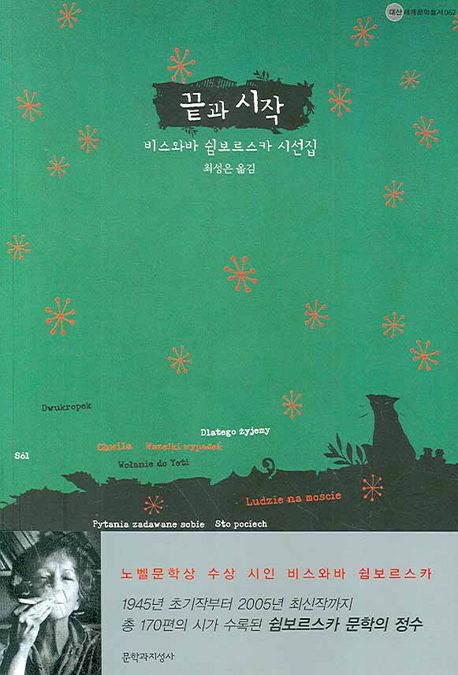 대산세계문학총서062
끝과 시작
비스와바 쉼보르스카 시선집
최성은 옮김
Dwukropek
Dlatego żyjemy
Chwila Wszelki wypadek
Sól
Wołanie do Yeti
Ludzie na moscie
Pytania zadawane sobie Sto pociech
노벨문학상 수상 시인 비스와바 쉼보르스카
1945년 초기작부터 2005년 최신작까지
총 170편의 시가 수록된 쉼보르스카 문학의 정수
문학과지성사